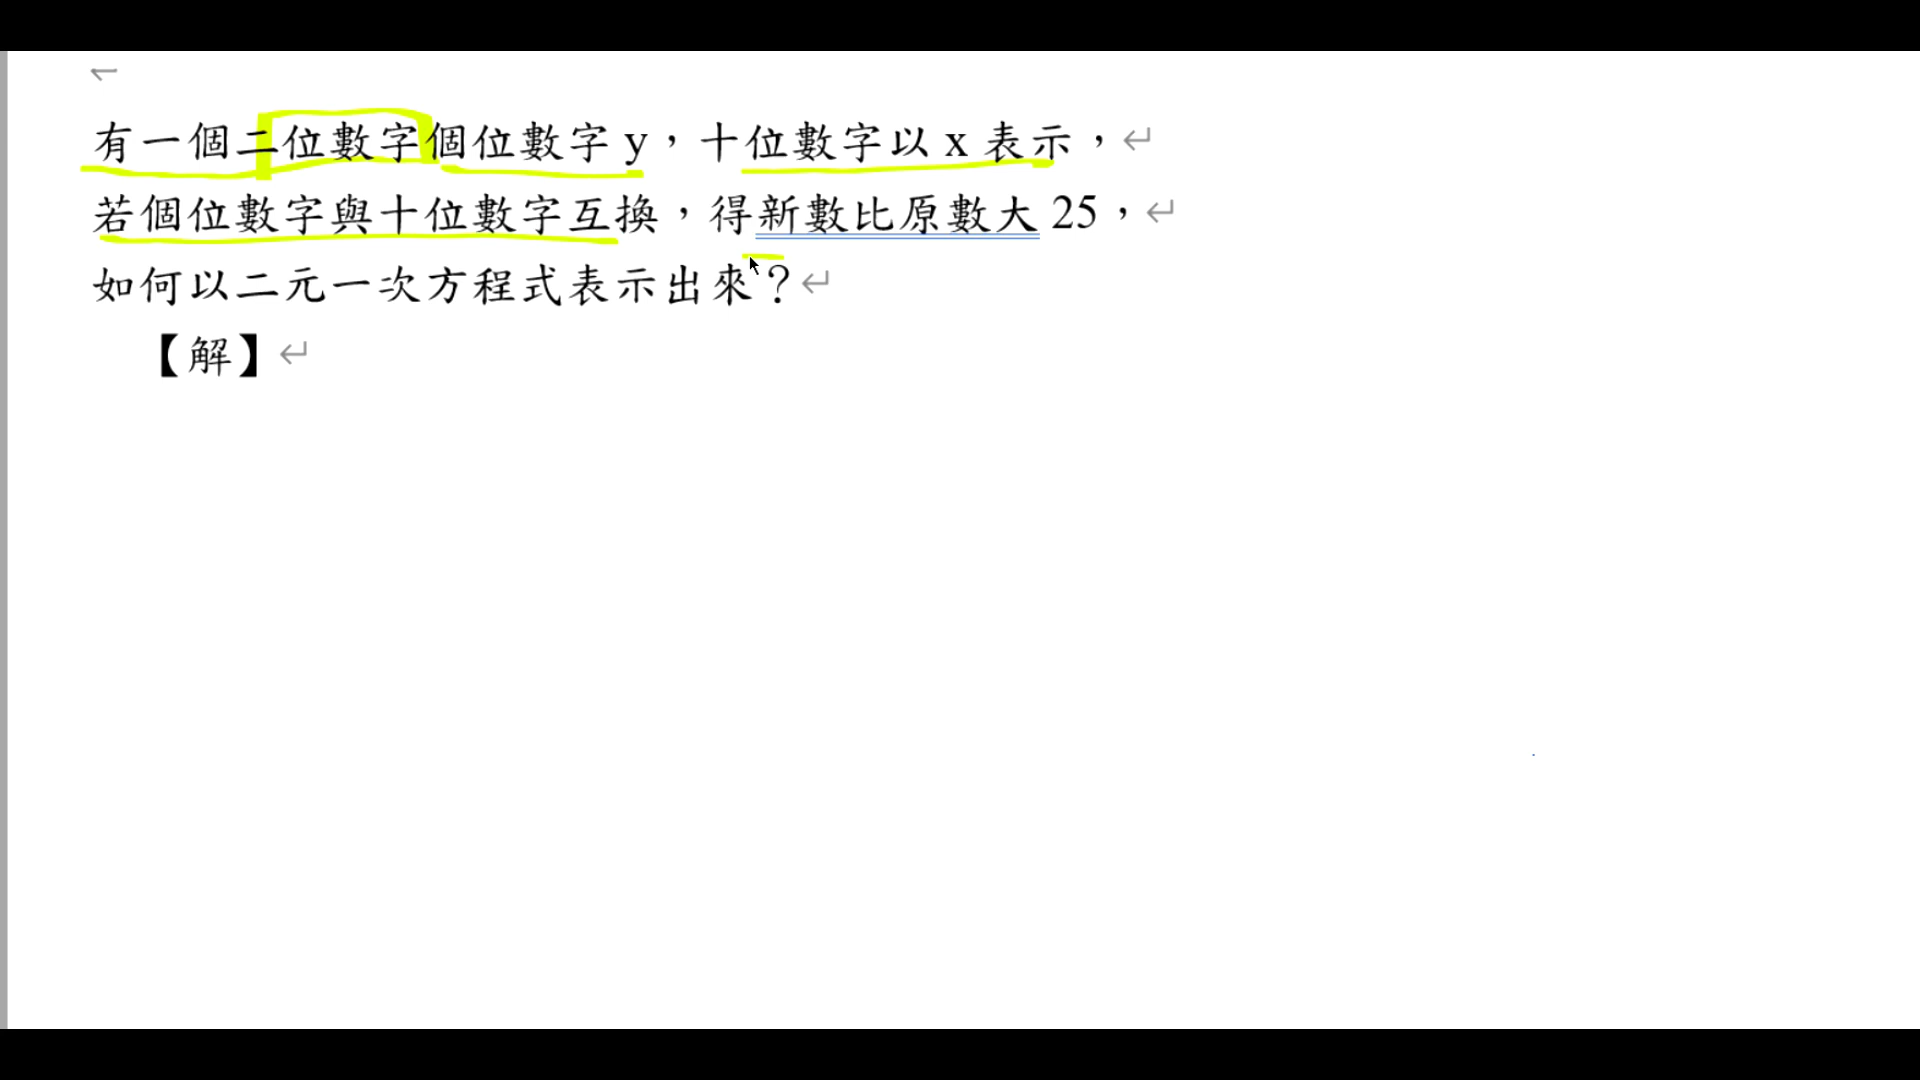 有一個二位數字個位數字 y，十位數字以 x 表示，
若個位數字與十位數字互換，得新數比原數大 25，
如何以二元一次方程式表示出來？
【解】